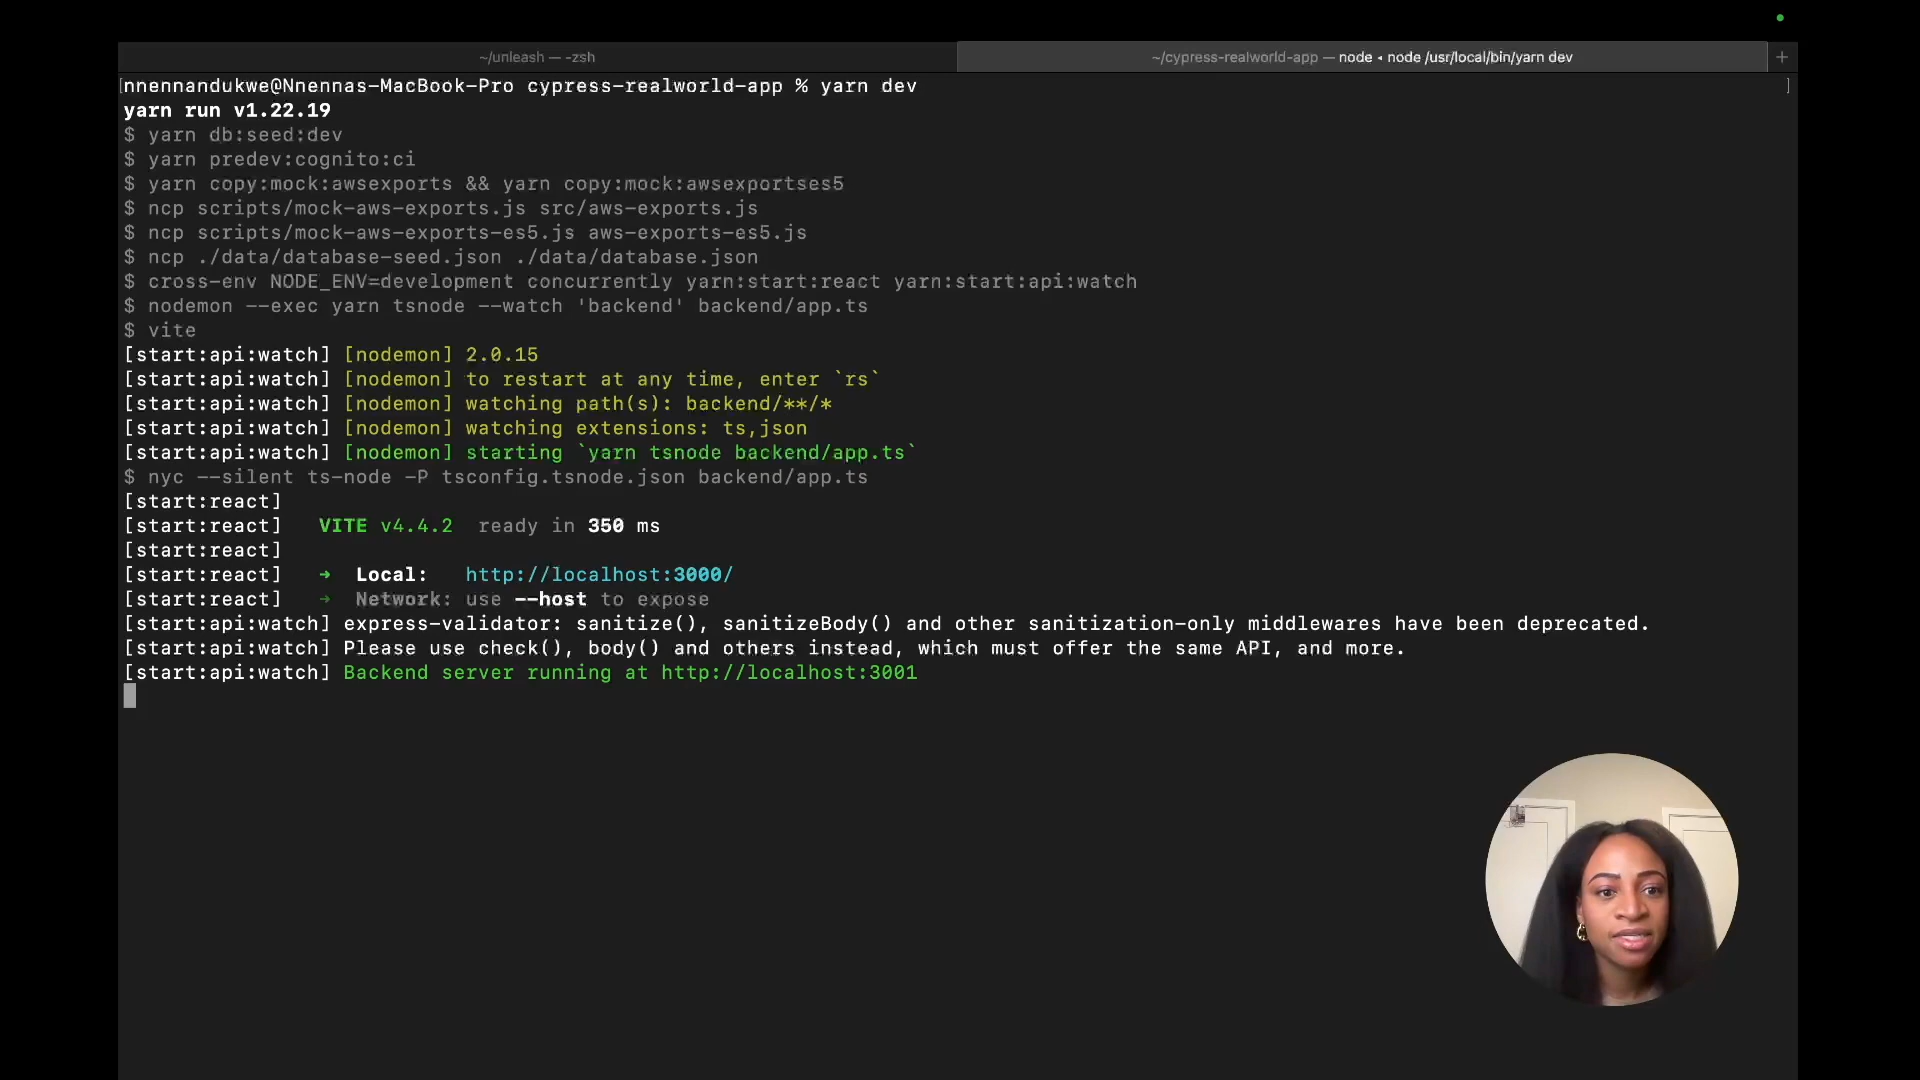 ~/unleash — -zsh
~/cypress-realworld-app — node ◂ node /usr/local/bin/yarn dev
+
[nnennandukwe@Nnennas-MacBook-Pro cypress-realworld-app % yarn dev ]
yarn run v1.22.19
$ yarn db:seed:dev
$ yarn predev:cognito:ci
$ yarn copy:mock:awsexports && yarn copy:mock:awsexportses5
$ ncp scripts/mock-aws-exports.js src/aws-exports.js
$ ncp scripts/mock-aws-exports-es5.js aws-exports-es5.js
$ ncp ./data/database-seed.json ./data/database.json
$ cross-env NODE_ENV=development concurrently yarn:start:react yarn:start:api:watch
$ nodemon --exec yarn tsnode --watch 'backend' backend/app.ts
$ vite
[start:api:watch] [nodemon] 2.0.15
[start:api:watch] [nodemon] to restart at any time, enter `rs`
[start:api:watch] [nodemon] watching path(s): backend/**/*
[start:api:watch] [nodemon] watching extensions: ts,json
[start:api:watch] [nodemon] starting `yarn tsnode backend/app.ts`
$ nyc --silent ts-node -P tsconfig.tsnode.json backend/app.ts
[start:react]
[start:react]   VITE v4.4.2  ready in 350 ms
[start:react]
[start:react]   ➜  Local:   http://localhost:3000/
[start:react]   ➜  Network: use --host to expose
[start:api:watch] express-validator: sanitize(), sanitizeBody() and other sanitization-only middlewares have been deprecated.
[start:api:watch] Please use check(), body() and others instead, which must offer the same API, and more.
[start:api:watch] Backend server running at http://localhost:3001